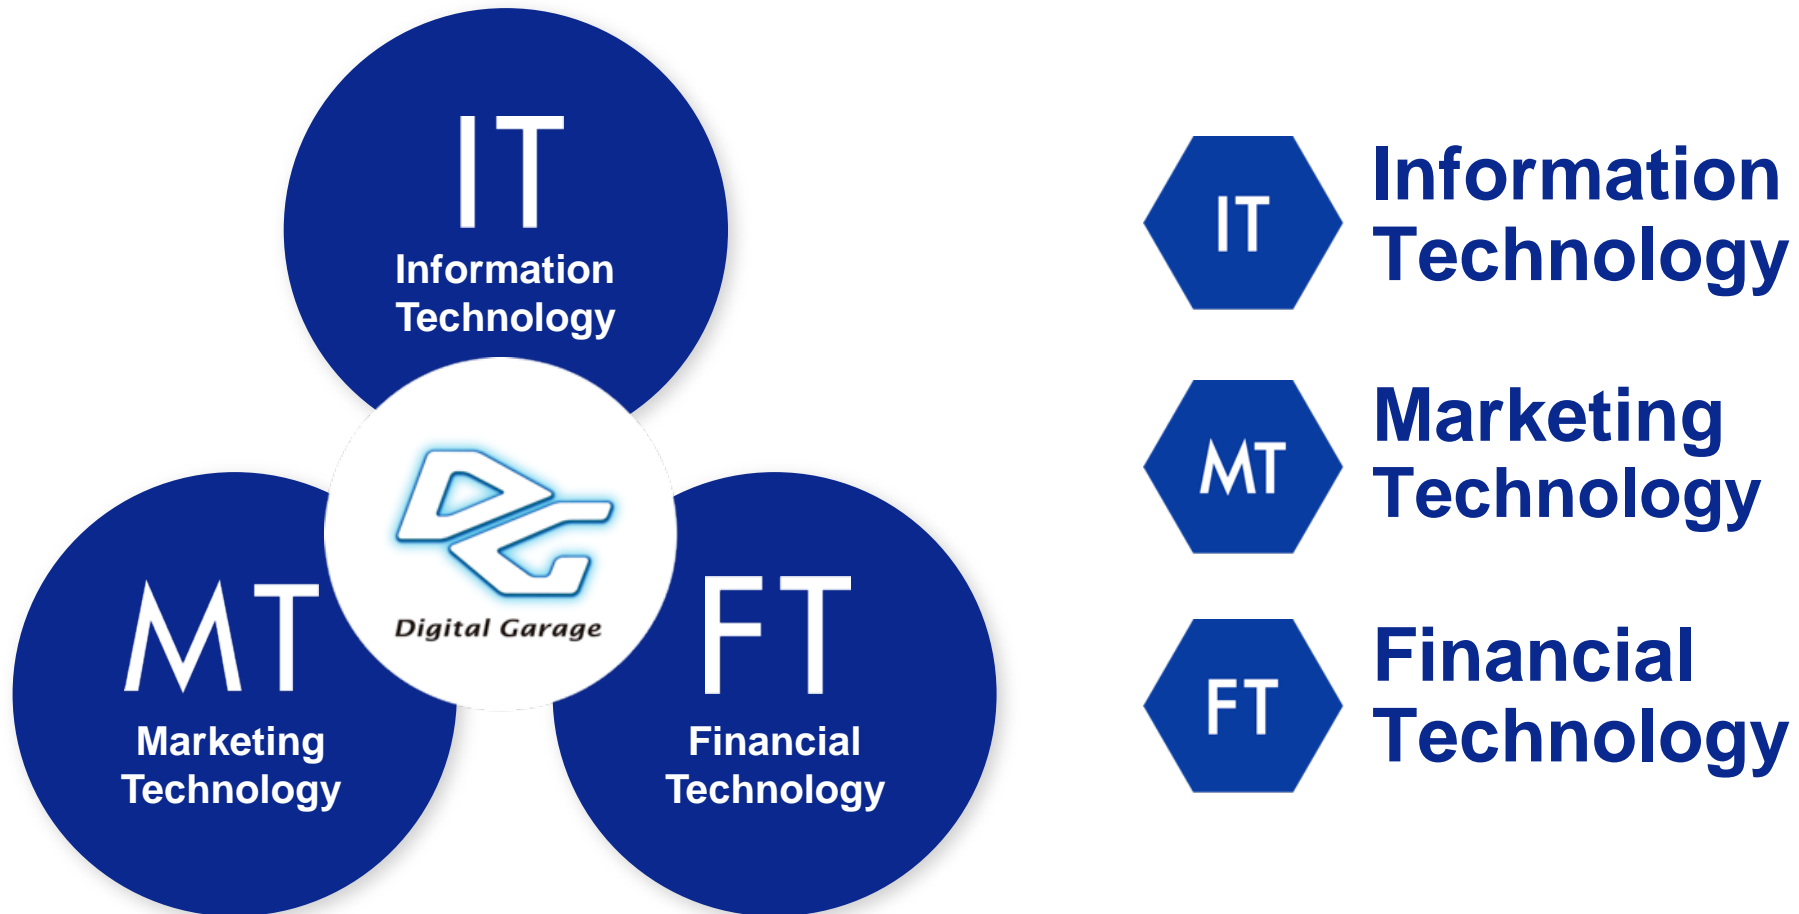 IT
Information
Technology
DG
Digital Garage
MT
Marketing
Technology
FT
Financial
Technology
IT
Information
Technology
MT
Marketing
Technology
FT
Financial
Technology